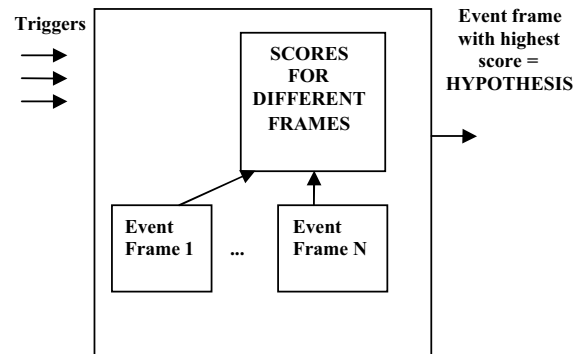 Triggers
Event frame
with highest
score =
HYPOTHESIS
SCORES
FOR
DIFFERENT
FRAMES
Event
Frame 1
...
Event
Frame N